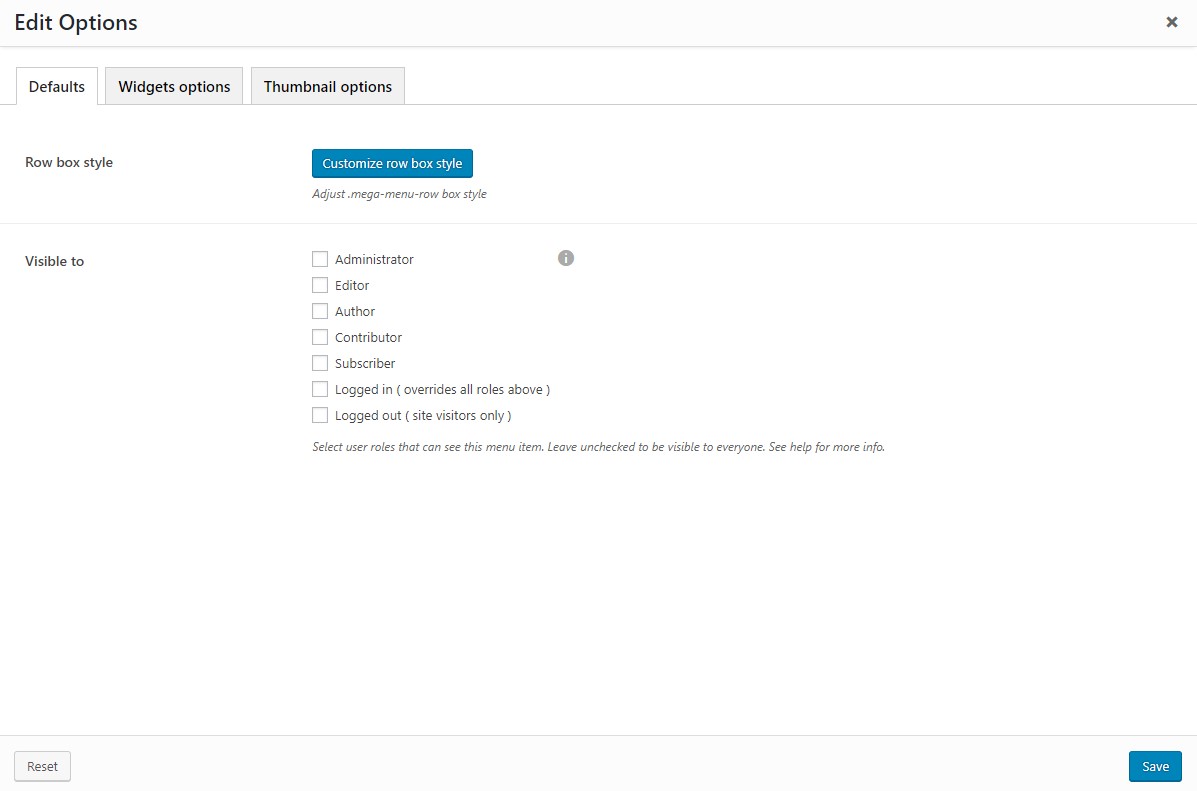 Edit Options
Defaults
Widgets options
Thumbnail options
Row box style
Customize row box style
Adjust .mega-menu-row box style
Visible to
Administrator
Editor
Author
Contributor
Subscriber
Logged in ( overrides all roles above )
Logged out ( site visitors only )
Select user roles that can see this menu item. Leave unchecked to be visible to everyone. See help for more info.
Reset
Save